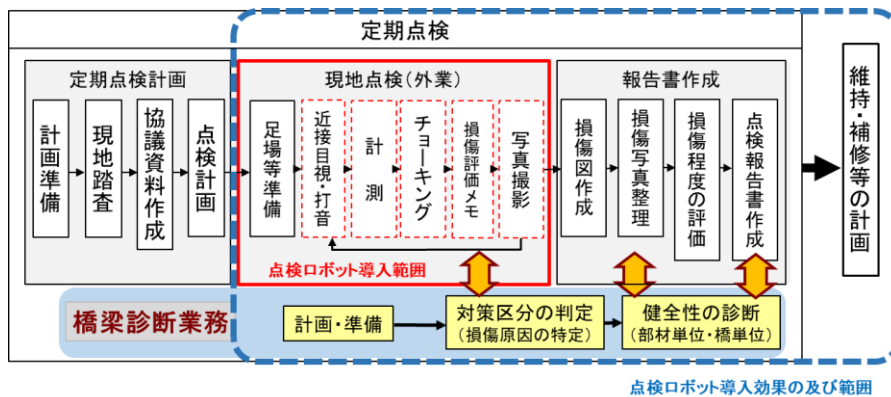 定期点検
定期点検計画
計画準備
現地踏査
協議資料作成
点検計画
現地点検(外業)
足場等準備
近接目視・打音
計測
チョーキング
損傷評価メモ
写真撮影
点検ロボット導入範囲
報告書作成
損傷図作成
損傷写真整理
損傷程度の評価
点検報告書作成
維持・補修等の計画
橋梁診断業務
計画・準備
対策区分の判定
(損傷原因の特定)
健全性の診断
(部材単位・橋単位)
点検ロボット導入効果の及び範囲